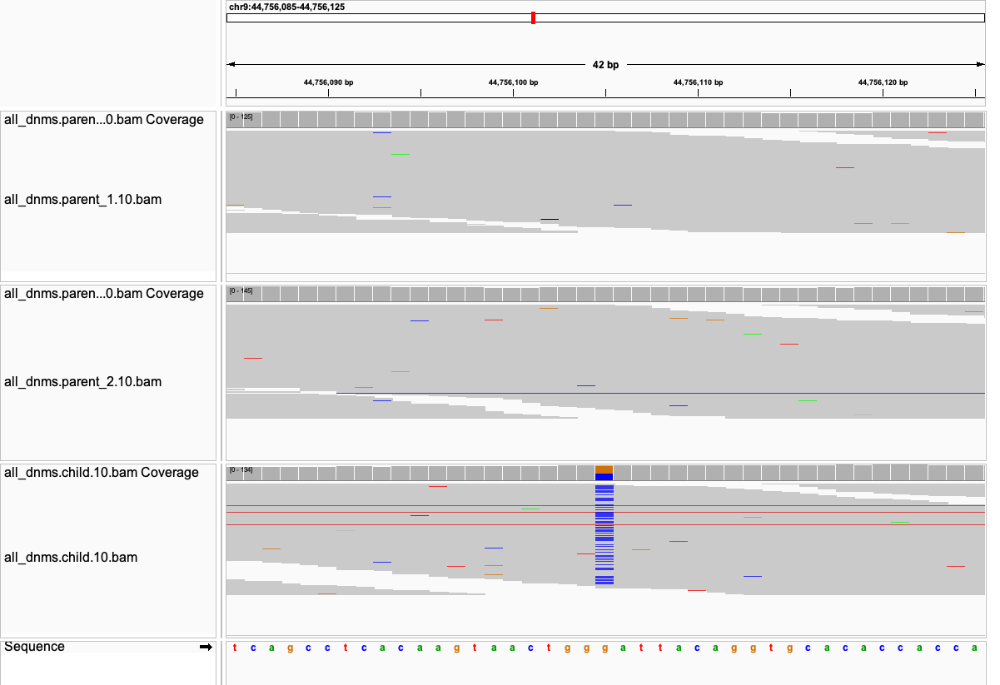 chr9:44,756,085-44,756,125
42 bp
44,756,090 bp 44,756,100 bp 44,756,110 bp 44,756,120 bp
all_dnms.paren...0.bam Coverage [0 - 125]
all_dnms.parent_1.10.bam
all_dnms.paren...0.bam Coverage [0 - 145]
all_dnms.parent_2.10.bam
all_dnms.child.10.bam Coverage [0 - 134]
all_dnms.child.10.bam
Sequence t c a g c c t c a c a a g t a a c t g g g a t t a c a g g t g c a c a c c a c c a